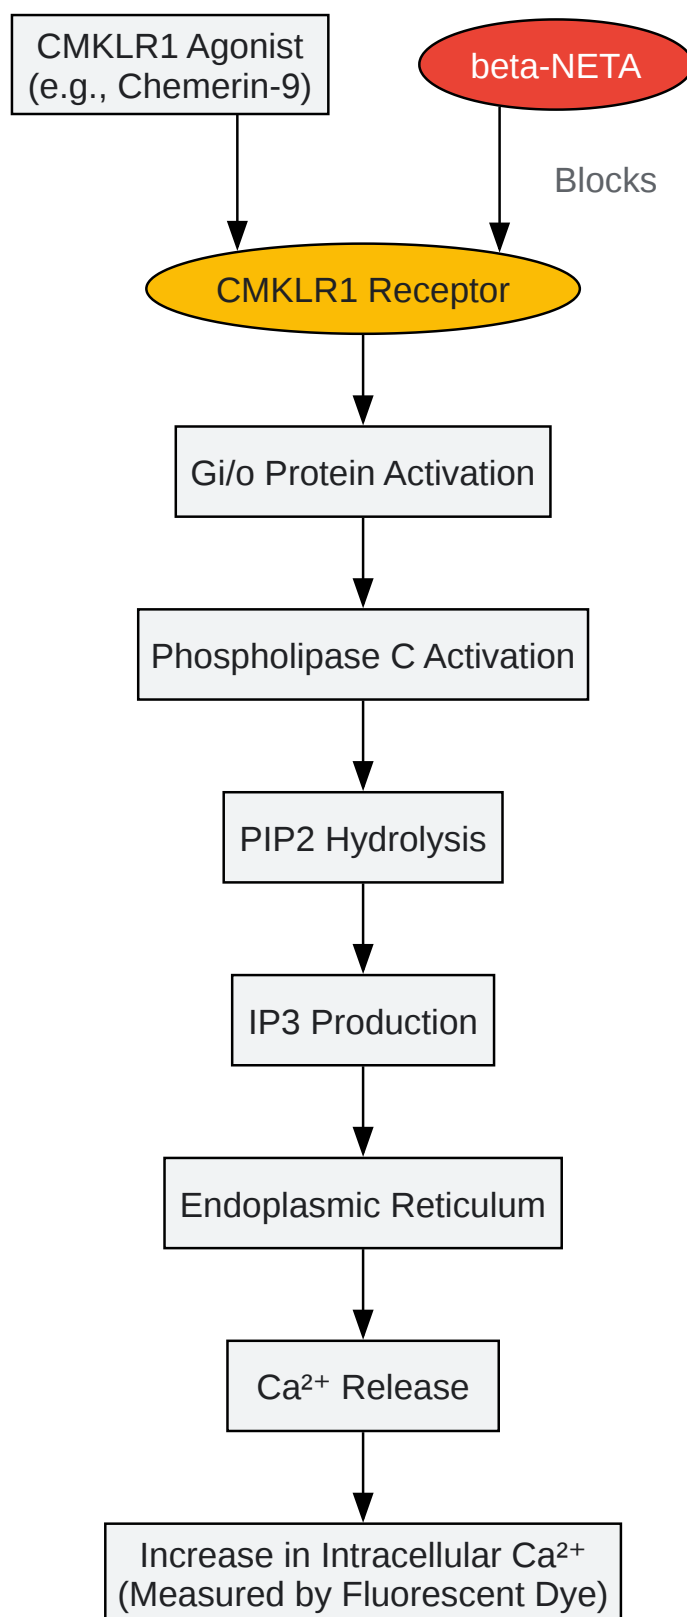 CMKLR1 Agonist
(e.g., Chemerin-9)
beta-NETA
Blocks
CMKLR1 Receptor
Gi/o Protein Activation
Phospholipase C Activation
PIP2 Hydrolysis
IP3 Production
Endoplasmic Reticulum
Ca²⁺ Release
Increase in Intracellular Ca²⁺
(Measured by Fluorescent Dye)